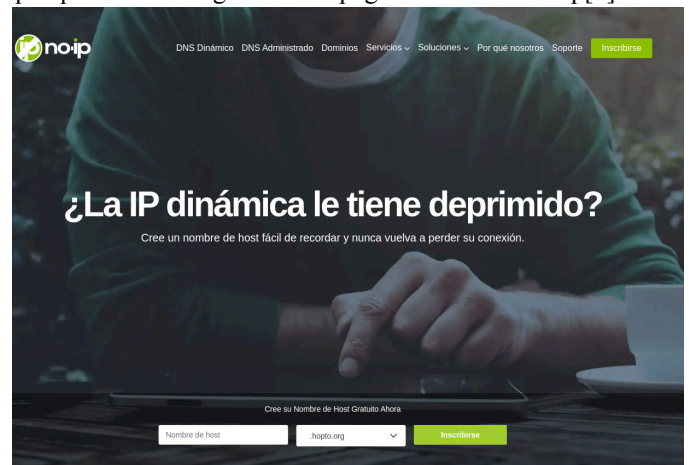 no-ip
DNS Dinámico DNS Administrado Dominios Servicios Soluciones Por qué nosotros Soporte Inscribirse
¿La IP dinámica le tiene deprimido?
Cree un nombre de host fácil de recordar y nunca vuelva a perder su conexión.
Cree su Nombre de Host Gratuito Ahora
Nombre de host .hopto.org Inscribirse